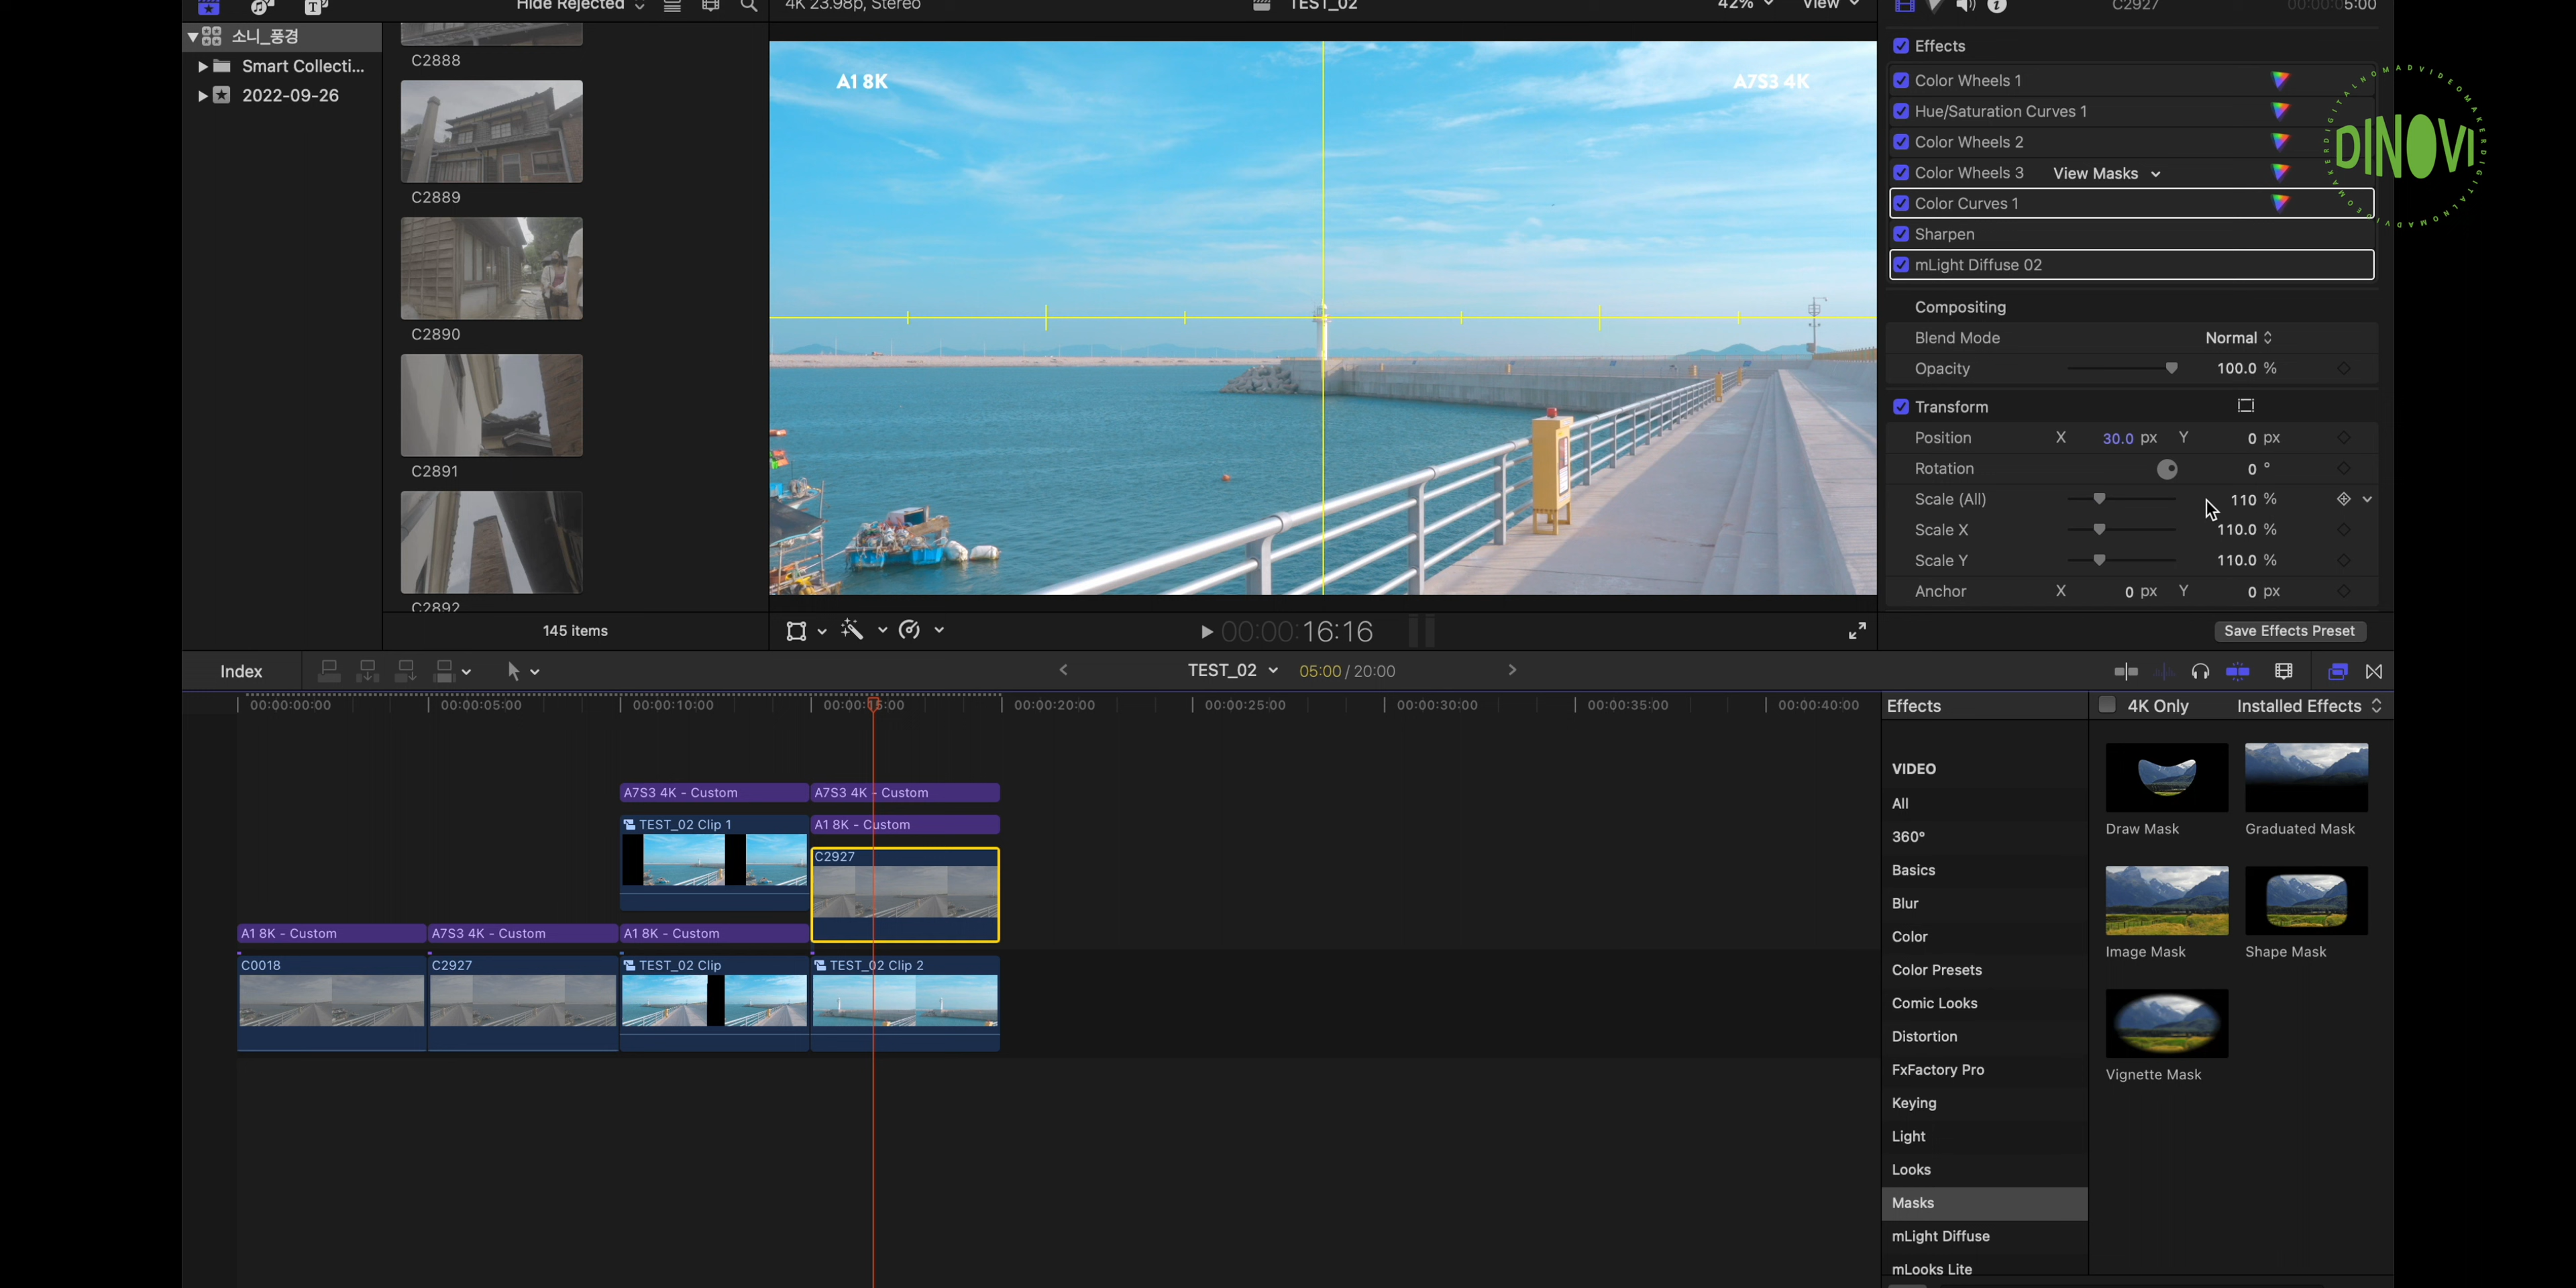 Hide Rejected
4K 23.98p, Stereo
TEST_02
42%
View
C2927
00:00:05:00
소니_풍경
Smart Collecti...
2022-09-26
C2888
C2889
C2890
C2891
C2892
145 items
A1 8K
A7S3 4K
00:00:16:16
Effects
Color Wheels 1
Hue/Saturation Curves 1
Color Wheels 2
Color Wheels 3 View Masks
Color Curves 1
Sharpen
mLight Diffuse 02
Compositing
Blend Mode Normal
Opacity 100.0 %
Transform
Position X 30.0 px Y 0 px
Rotation 0 °
Scale (All) 110 %
Scale X 110.0 %
Scale Y 110.0 %
Anchor X 0 px Y 0 px
Save Effects Preset
DINOVI
DIGITALNOMADVIDEOMAKERDIGITALNOMADVIDEOMAKER
Index
TEST_02 05:00 / 20:00
00:00:00:00 00:00:05:00 00:00:10:00 00:00:15:00 00:00:20:00 00:00:25:00 00:00:30:00 00:00:35:00 00:00:40:00
A7S3 4K - Custom A7S3 4K - Custom
TEST_02 Clip 1 A1 8K - Custom
C2927
A1 8K - Custom A7S3 4K - Custom A1 8K - Custom
C0018 C2927 TEST_02 Clip TEST_02 Clip 2
Effects 4K Only Installed Effects
VIDEO
All
360°
Basics
Blur
Color
Color Presets
Comic Looks
Distortion
FxFactory Pro
Keying
Light
Looks
Masks
mLight Diffuse
mLooks Lite
Draw Mask
Graduated Mask
Image Mask
Shape Mask
Vignette Mask